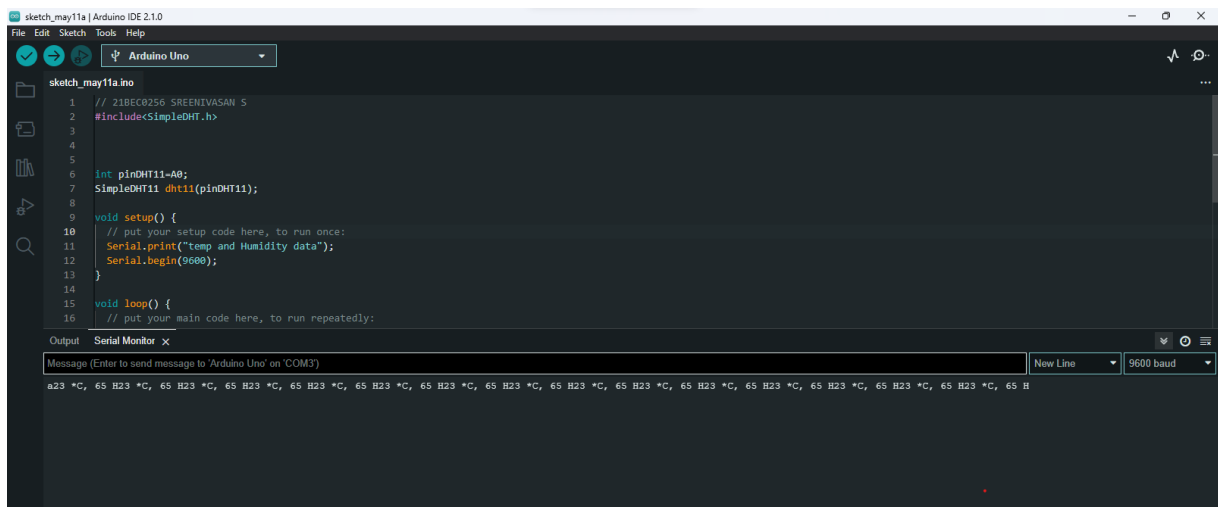 sketch_may11a | Arduino IDE 2.1.0
File Edit Sketch Tools Help
Arduino Uno
sketch_may11a.ino
1 // 21BEC0256 SREENIVASAN S
2 #include<SimpleDHT.h>
3
4
5
6 int pinDHT11=A0;
7 SimpleDHT11 dht11(pinDHT11);
8
9 void setup() {
10 // put your setup code here, to run once:
11 Serial.print("temp and Humidity data");
12 Serial.begin(9600);
13 }
14
15 void loop() {
16 // put your main code here, to run repeatedly:
Output Serial Monitor
Message (Enter to send message to 'Arduino Uno' on 'COM3') New Line 9600 baud
a23 *C, 65 H23 *C, 65 H23 *C, 65 H23 *C, 65 H23 *C, 65 H23 *C, 65 H23 *C, 65 H23 *C, 65 H23 *C, 65 H23 *C, 65 H23 *C, 65 H23 *C, 65 H23 *C, 65 H23 *C, 65 H23 *C, 65 H